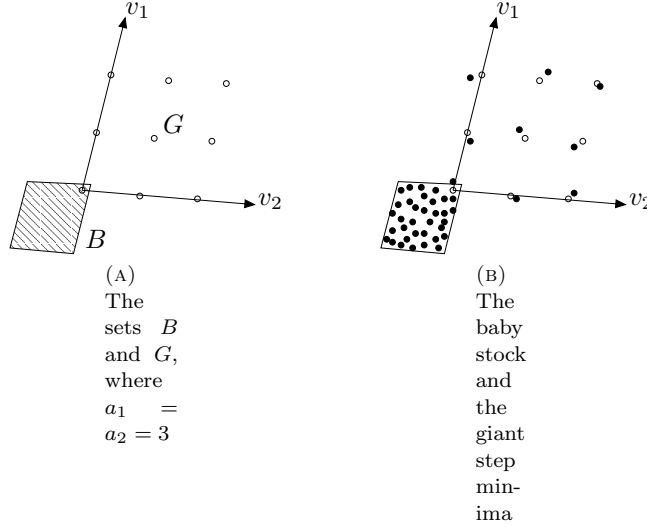 v₁
G
v₂
B
(A)
The
sets B
and G,
where
a₁ =
a₂ = 3
v₁
v₂
(B)
The
baby
stock
and
the
giant
step
min-
ima